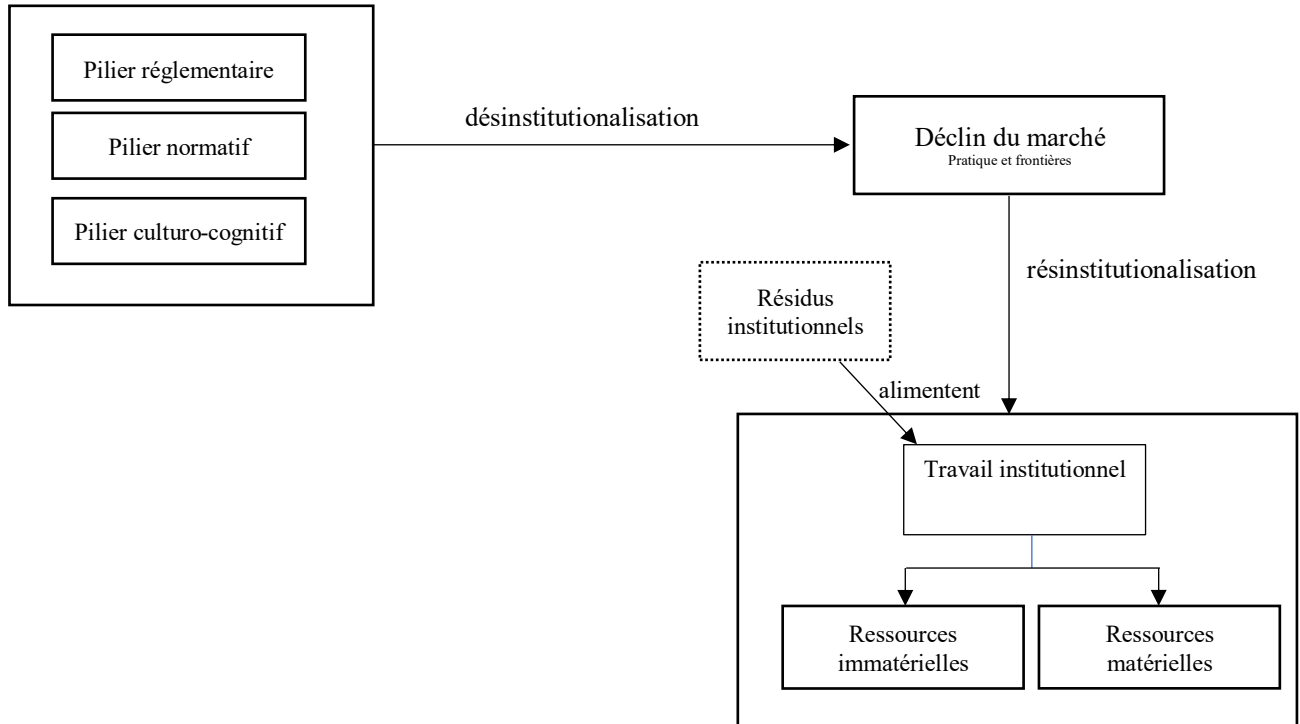 Pilier réglementaire
Pilier normatif
Pilier culturo-cognitif
désinstitutionalisation
Déclin du marché
Pratique et frontières
résinstitutionalisation
Résidus
institutionnels
alimentent
Travail institutionnel
Ressources
immatérielles
Ressources
matérielles